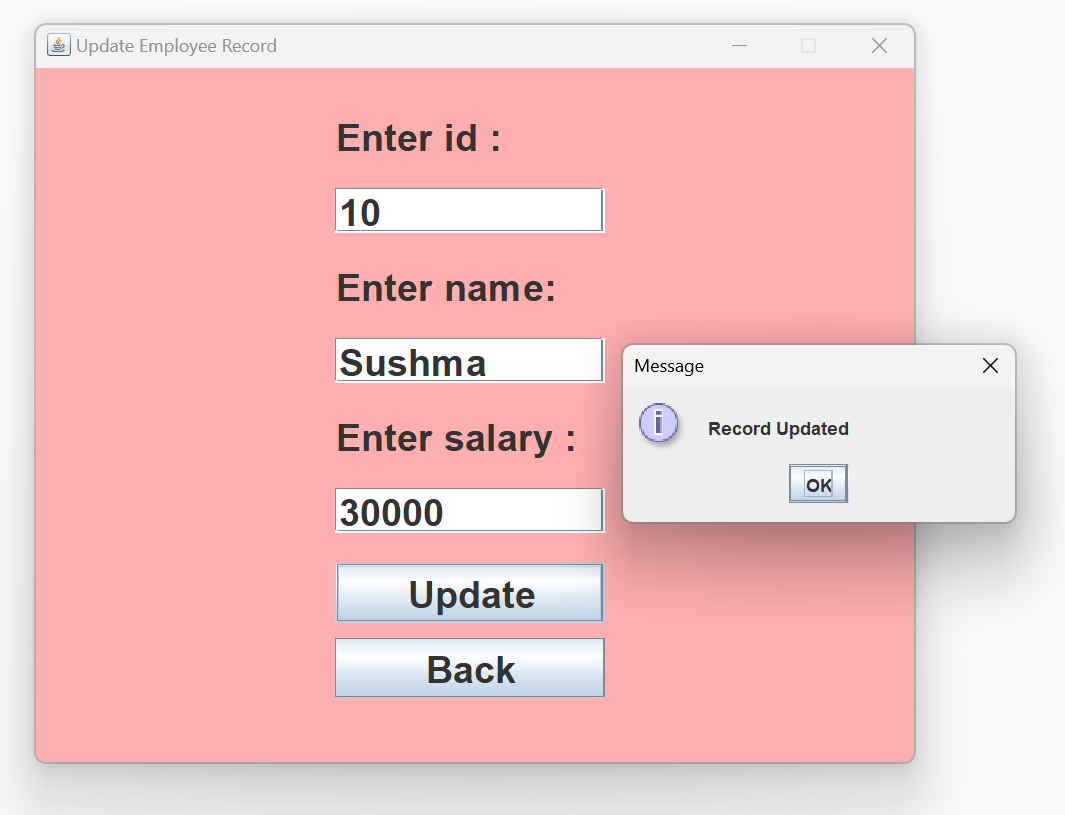 Update Employee Record
Enter id :
10
Enter name:
Sushma
Enter salary :
30000
Update
Back
Message
i
Record Updated
OK